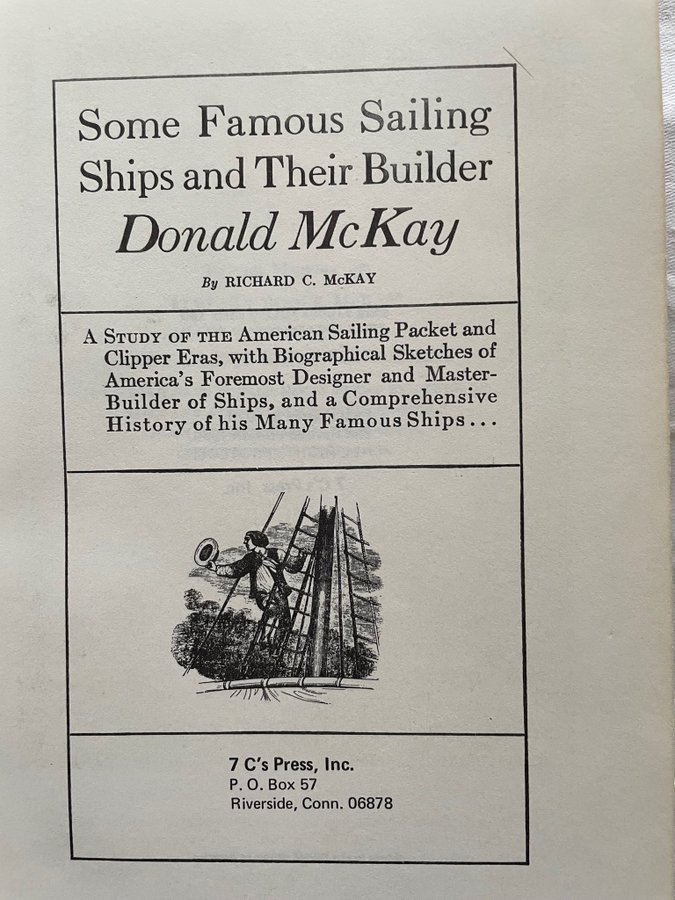 Some Famous Sailing
Ships and Their Builder
Donald McKay
By RICHARD C. McKAY
A STUDY OF THE American Sailing Packet and
Clipper Eras, with Biographical Sketches of
America's Foremost Designer and Master-
Builder of Ships, and a Comprehensive
History of his Many Famous Ships...
7 C's Press, Inc.
P. O. Box 57
Riverside, Conn. 06878